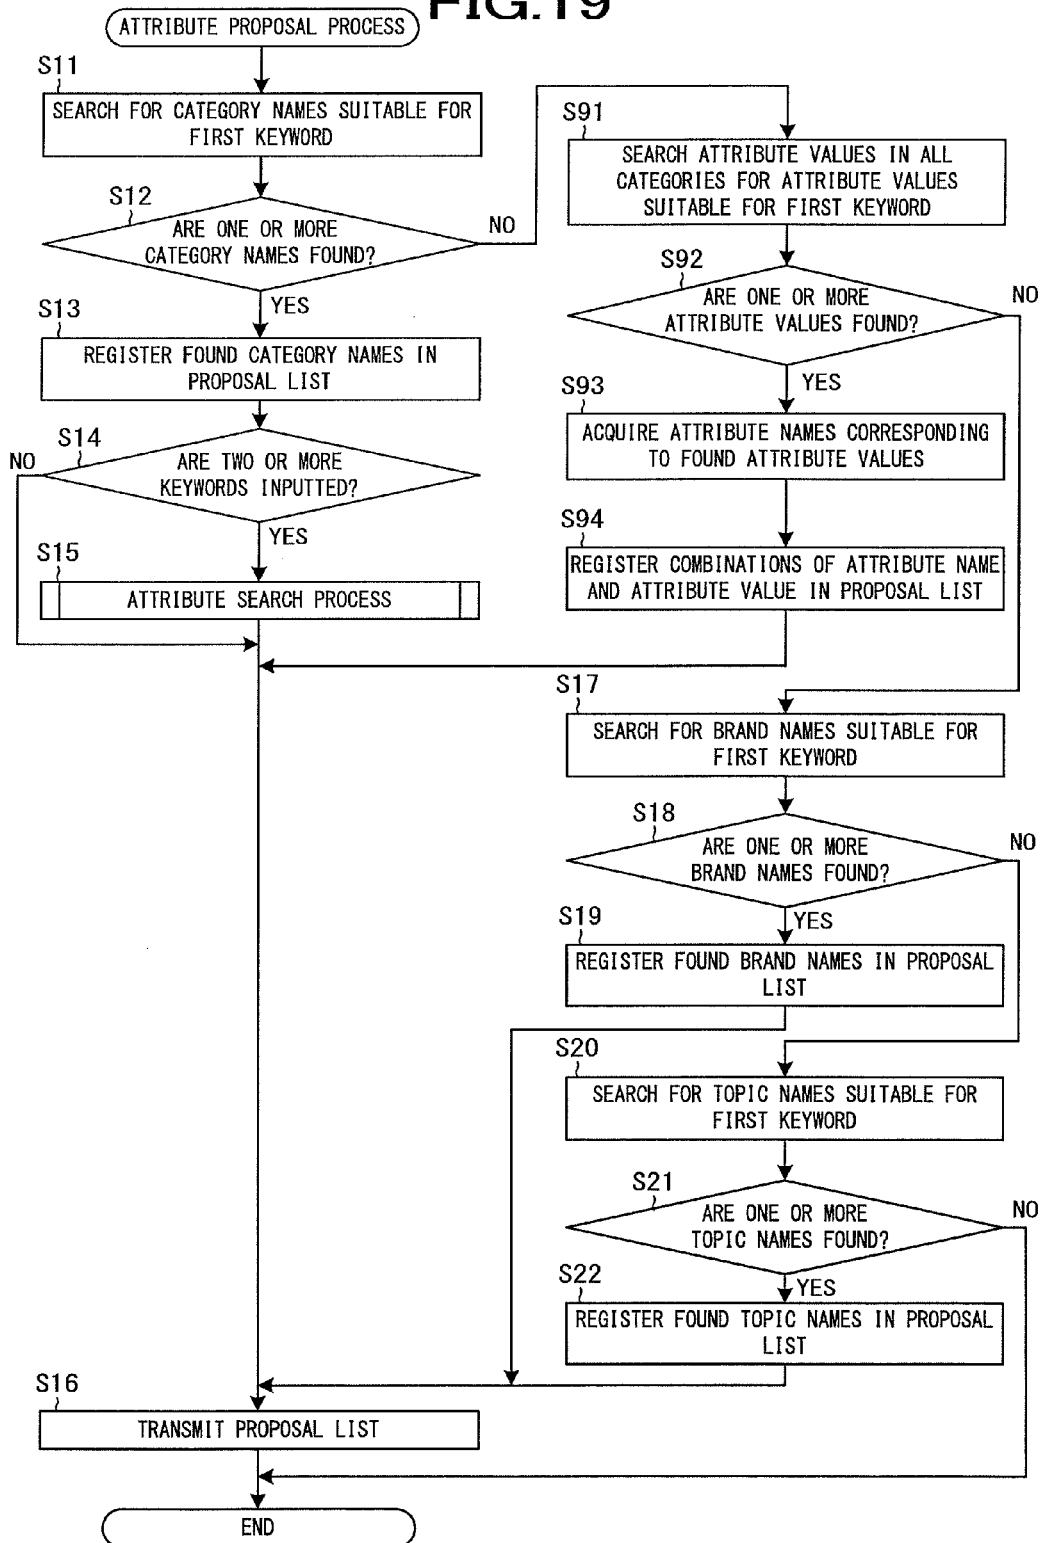 FIG.19
ATTRIBUTE PROPOSAL PROCESS
S11
SEARCH FOR CATEGORY NAMES SUITABLE FOR
FIRST KEYWORD
S12
ARE ONE OR MORE
CATEGORY NAMES FOUND?
NO
YES
S13
REGISTER FOUND CATEGORY NAMES IN
PROPOSAL LIST
S14
NO
ARE TWO OR MORE
KEYWORDS INPUTTED?
YES
S15
ATTRIBUTE SEARCH PROCESS
S91
SEARCH ATTRIBUTE VALUES IN ALL
CATEGORIES FOR ATTRIBUTE VALUES
SUITABLE FOR FIRST KEYWORD
S92
ARE ONE OR MORE
ATTRIBUTE VALUES FOUND?
NO
YES
S93
ACQUIRE ATTRIBUTE NAMES CORRESPONDING
TO FOUND ATTRIBUTE VALUES
S94
REGISTER COMBINATIONS OF ATTRIBUTE NAME
AND ATTRIBUTE VALUE IN PROPOSAL LIST
S17
SEARCH FOR BRAND NAMES SUITABLE FOR
FIRST KEYWORD
S18
ARE ONE OR MORE
BRAND NAMES FOUND?
NO
YES
S19
REGISTER FOUND BRAND NAMES IN PROPOSAL
LIST
S20
SEARCH FOR TOPIC NAMES SUITABLE FOR
FIRST KEYWORD
S21
ARE ONE OR MORE
TOPIC NAMES FOUND?
NO
YES
S22
REGISTER FOUND TOPIC NAMES IN PROPOSAL
LIST
S16
TRANSMIT PROPOSAL LIST
END